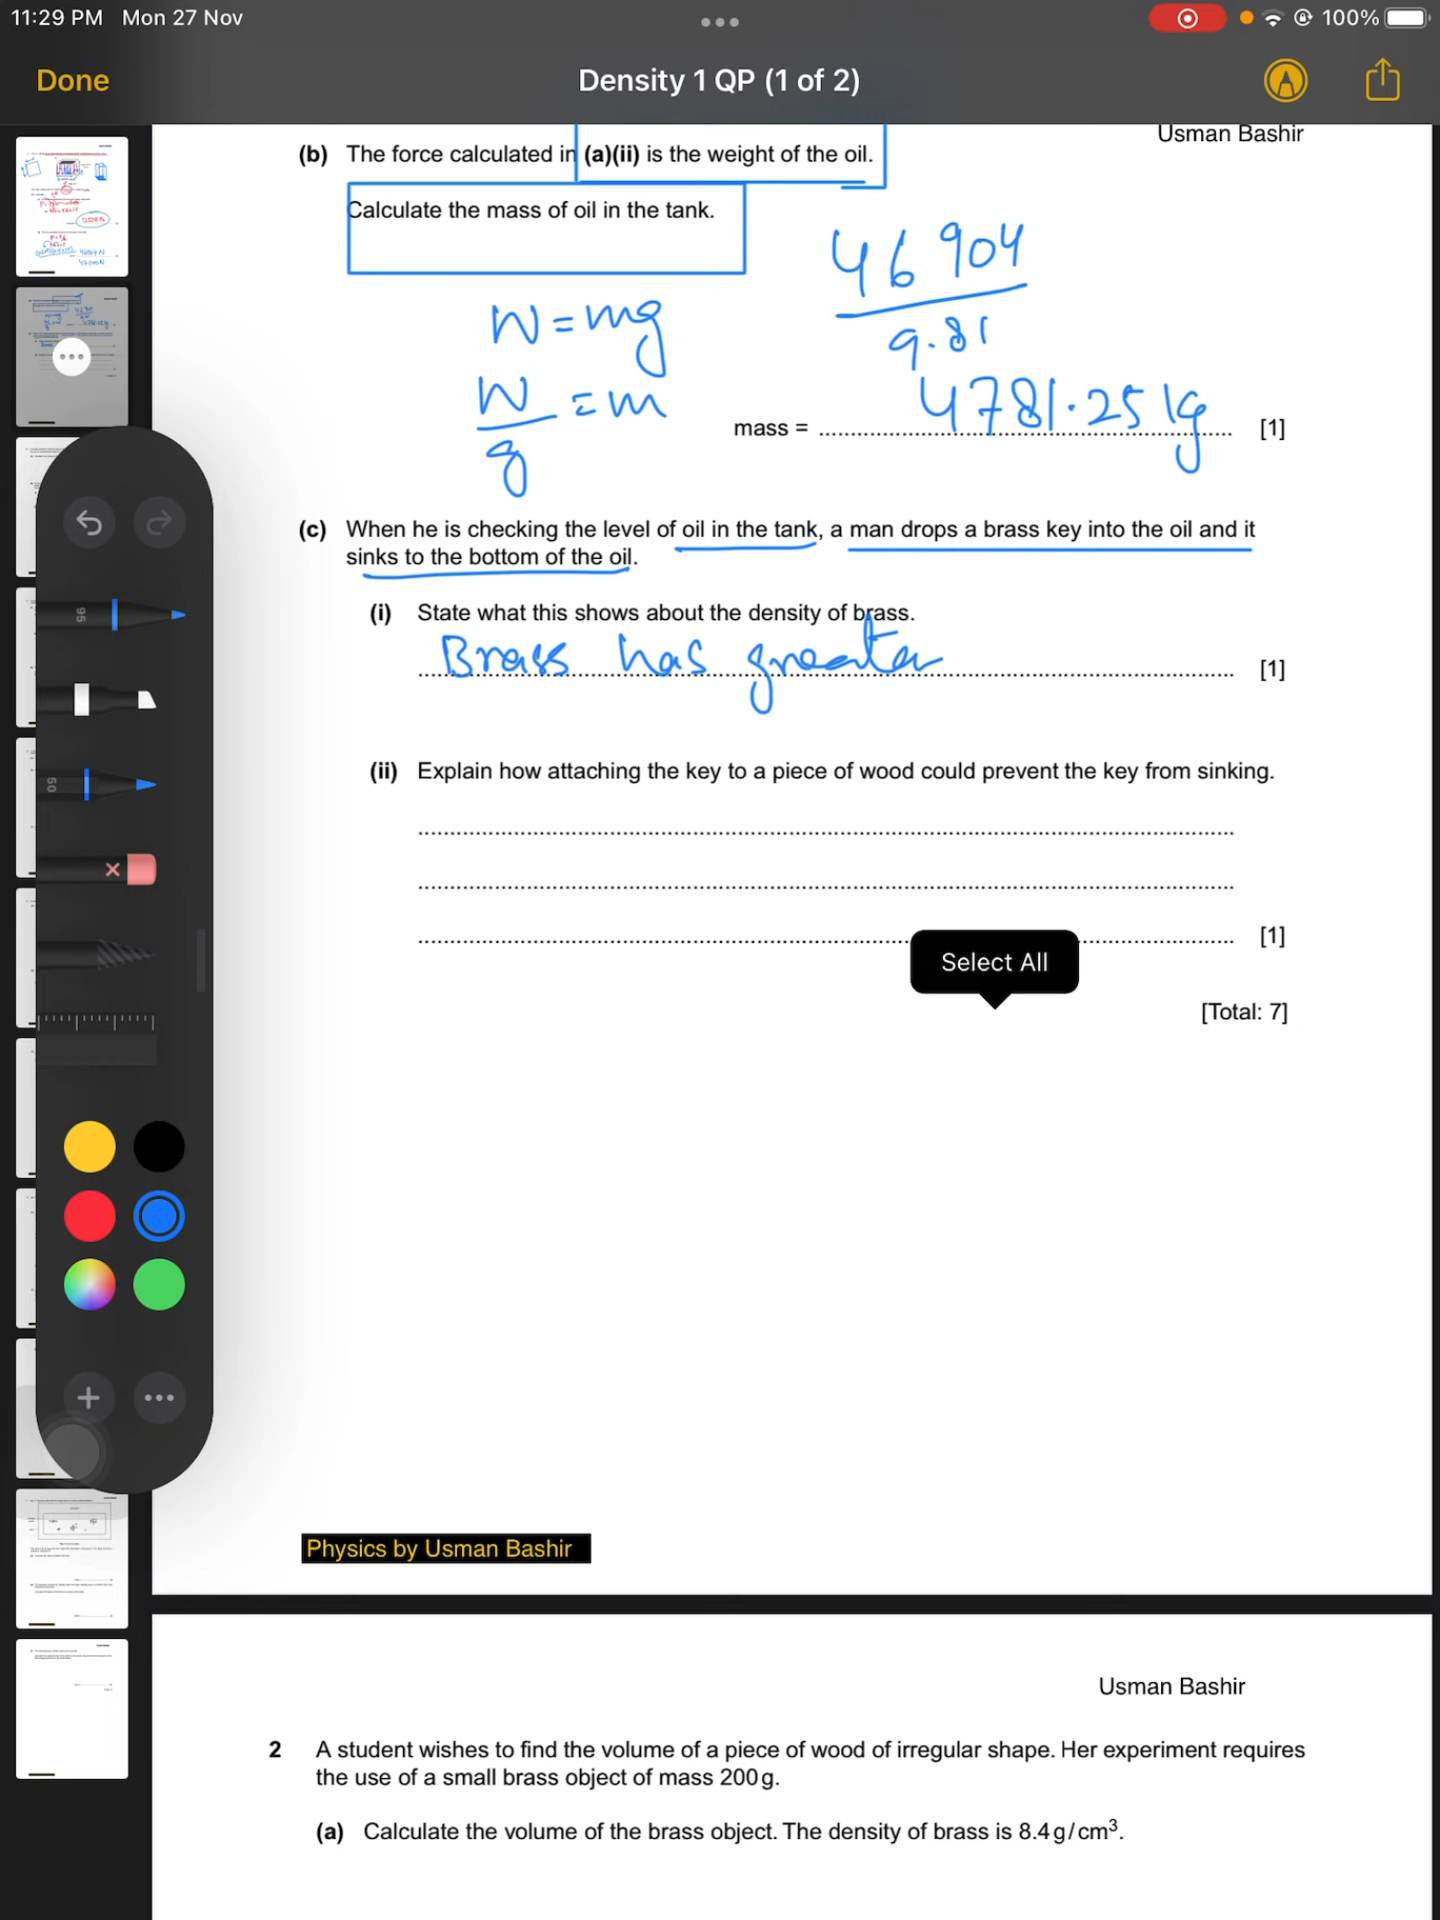 11:29 PM Mon 27 Nov
100%
Done
Density 1 QP (1 of 2)
Usman Bashir
(b) The force calculated in (a)(ii) is the weight of the oil.
Calculate the mass of oil in the tank.
46 904
9.81
W = mg
W = m
g
mass = 4781.25 kg [1]
(c) When he is checking the level of oil in the tank, a man drops a brass key into the oil and it
sinks to the bottom of the oil.
(i) State what this shows about the density of brass.
Brass has greater [1]
(ii) Explain how attaching the key to a piece of wood could prevent the key from sinking.
[1]
Select All
[Total: 7]
95
50
Physics by Usman Bashir
Usman Bashir
2 A student wishes to find the volume of a piece of wood of irregular shape. Her experiment requires
the use of a small brass object of mass 200 g.
(a) Calculate the volume of the brass object. The density of brass is 8.4 g/cm³.